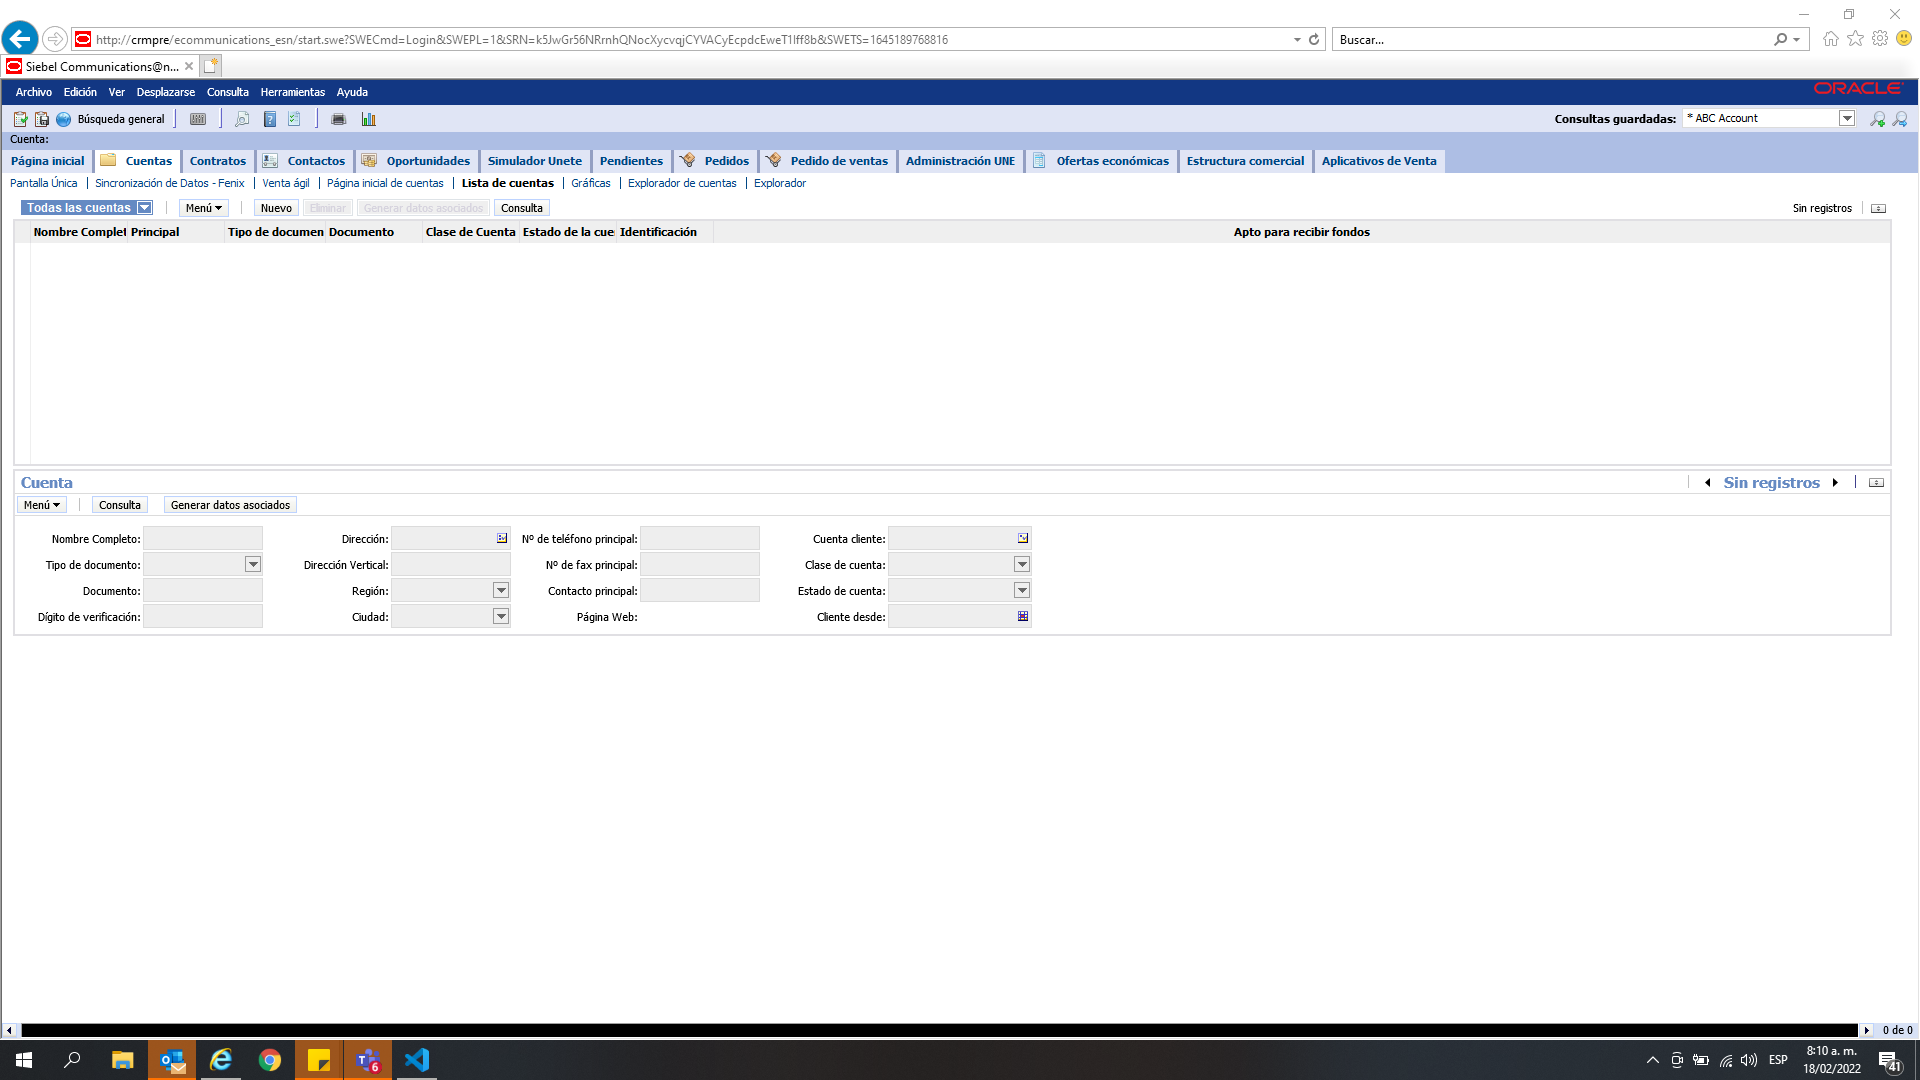 http://crmpre/ecommunications_esn/start.swe?SWECmd=Login&SWEPL=1&SRN=k5JwGr56NRrnhQNocXycvqjCYVACyEcpdcEweT1Iff8b&SWETS=1645189768816
Buscar...
Siebel Communications@n...
Archivo Edición Ver Desplazarse Consulta Herramientas Ayuda
ORACLE
Búsqueda general
Consultas guardadas: * ABC Account
Cuenta:
Página inicial Cuentas Contratos Contactos Oportunidades Simulador Unete Pendientes Pedidos Pedido de ventas Administración UNE Ofertas económicas Estructura comercial Aplicativos de Venta
Pantalla Única Sincronización de Datos - Fenix Venta ágil Página inicial de cuentas Lista de cuentas Gráficas Explorador de cuentas Explorador
Todas las cuentas Menú Nuevo Eliminar Generar datos asociados Consulta Sin registros
Nombre Complet Principal Tipo de documen Documento Clase de Cuenta Estado de la cue Identificación Apto para recibir fondos
Cuenta Sin registros
Menú Consulta Generar datos asociados
Nombre Completo: Dirección: Nº de teléfono principal: Cuenta cliente:
Tipo de documento: Dirección Vertical: Nº de fax principal: Clase de cuenta:
Documento: Región: Contacto principal: Estado de cuenta:
Dígito de verificación: Ciudad: Página Web: Cliente desde:
0 de 0
6
ESP
8:10 a. m.
18/02/2022
41